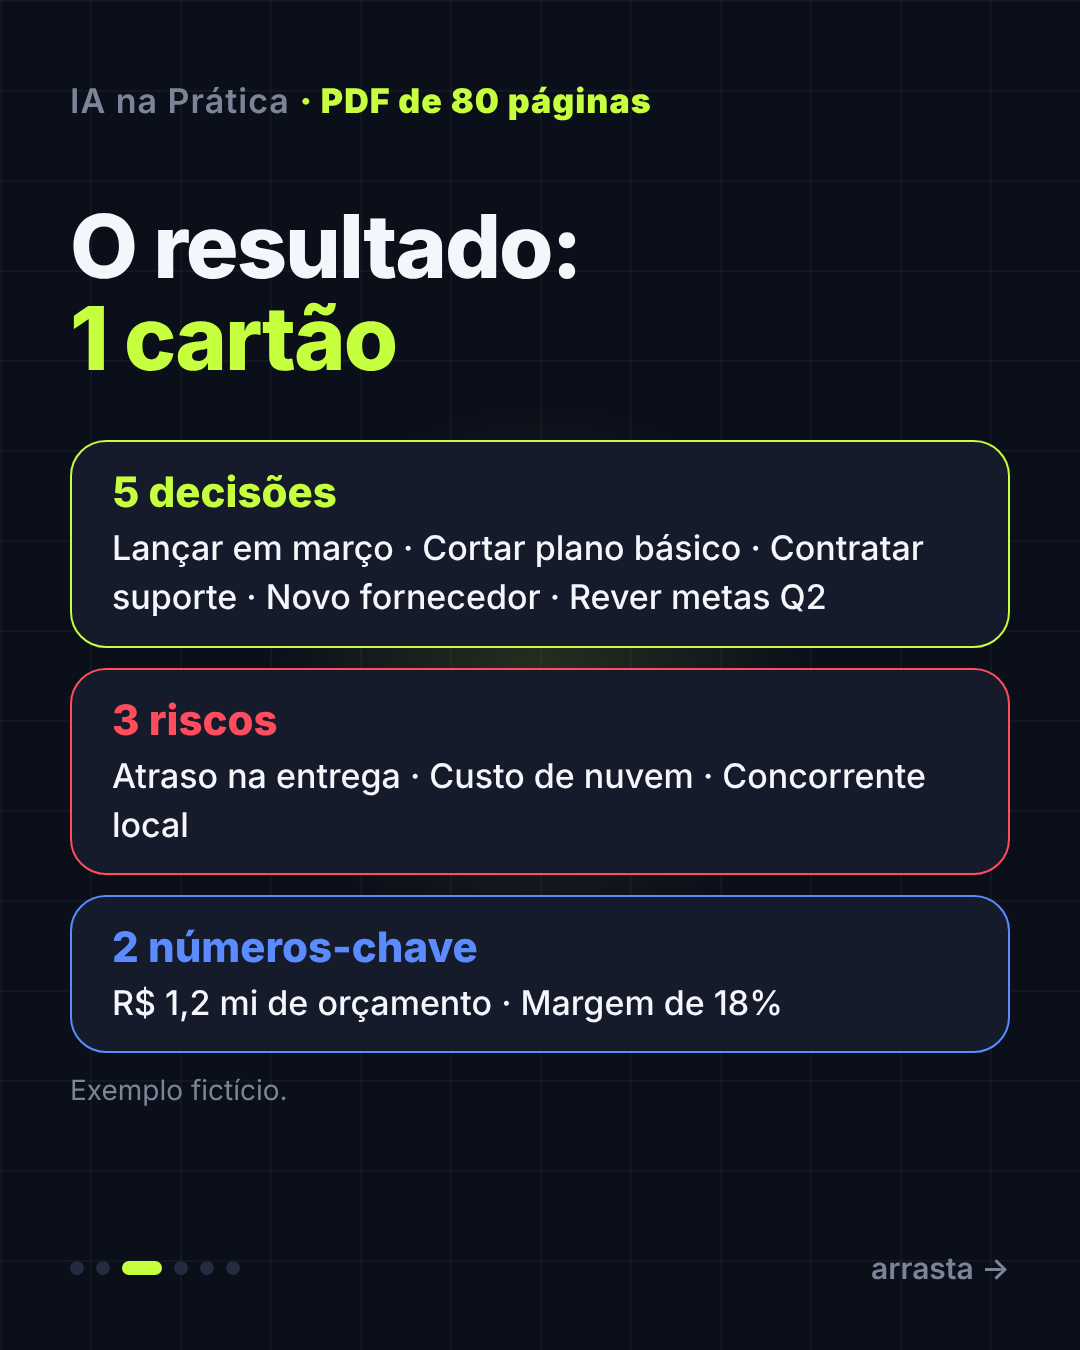 IA na Prática · PDF de 80 páginas
O resultado:
1 cartão
5 decisões
Lançar em março · Cortar plano básico · Contratar
suporte · Novo fornecedor · Rever metas Q2
3 riscos
Atraso na entrega · Custo de nuvem · Concorrente
local
2 números-chave
R$ 1,2 mi de orçamento · Margem de 18%
Exemplo fictício.
arrasta →